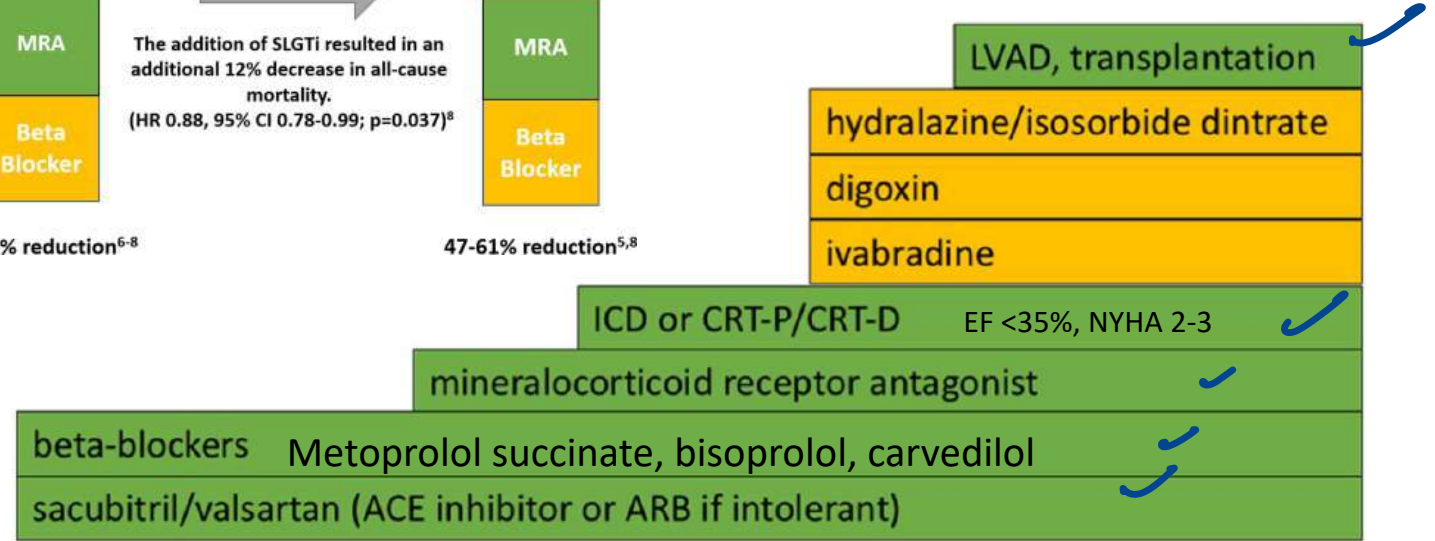 MRA
Beta
Blocker
% reduction6-8
The addition of SLGTi resulted in an
additional 12% decrease in all-cause
mortality.
(HR 0.88, 95% CI 0.78-0.99; p=0.037)8
MRA
Beta
Blocker
47-61% reduction5,8
LVAD, transplantation
hydralazine/isosorbide dintrate
digoxin
ivabradine
ICD or CRT-P/CRT-D EF <35%, NYHA 2-3
mineralocorticoid receptor antagonist
beta-blockers Metoprolol succinate, bisoprolol, carvedilol
sacubitril/valsartan (ACE inhibitor or ARB if intolerant)